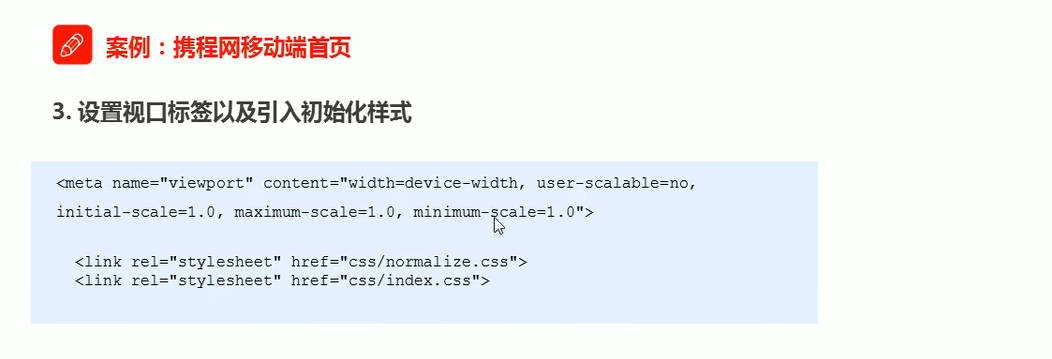 案例：携程网移动端首页
3. 设置视口标签以及引入初始化样式
<meta name="viewport" content="width=device-width, user-scalable=no,
initial-scale=1.0, maximum-scale=1.0, minimum-scale=1.0">
<link rel="stylesheet" href="css/normalize.css">
<link rel="stylesheet" href="css/index.css">